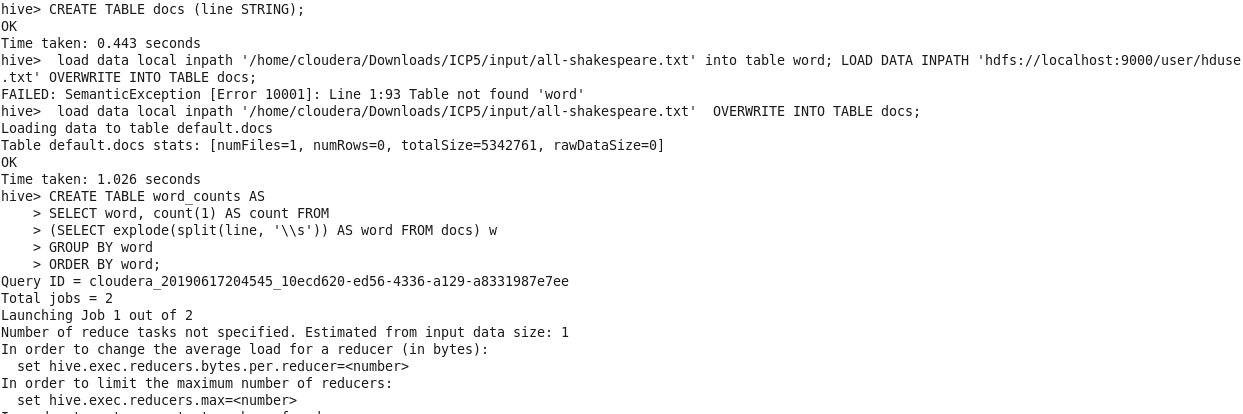 hive> CREATE TABLE docs (line STRING);
OK
Time taken: 0.443 seconds
hive>  load data local inpath '/home/cloudera/Downloads/ICP5/input/all-shakespeare.txt' into table word; LOAD DATA INPATH 'hdfs://localhost:9000/user/hduse
.txt' OVERWRITE INTO TABLE docs;
FAILED: SemanticException [Error 10001]: Line 1:93 Table not found 'word'
hive>  load data local inpath '/home/cloudera/Downloads/ICP5/input/all-shakespeare.txt'  OVERWRITE INTO TABLE docs;
Loading data to table default.docs
Table default.docs stats: [numFiles=1, numRows=0, totalSize=5342761, rawDataSize=0]
OK
Time taken: 1.026 seconds
hive> CREATE TABLE word_counts AS
    > SELECT word, count(1) AS count FROM
    > (SELECT explode(split(line, '\\s')) AS word FROM docs) w
    > GROUP BY word
    > ORDER BY word;
Query ID = cloudera_20190617204545_10ecd620-ed56-4336-a129-a8331987e7ee
Total jobs = 2
Launching Job 1 out of 2
Number of reduce tasks not specified. Estimated from input data size: 1
In order to change the average load for a reducer (in bytes):
  set hive.exec.reducers.bytes.per.reducer=<number>
In order to limit the maximum number of reducers:
  set hive.exec.reducers.max=<number>